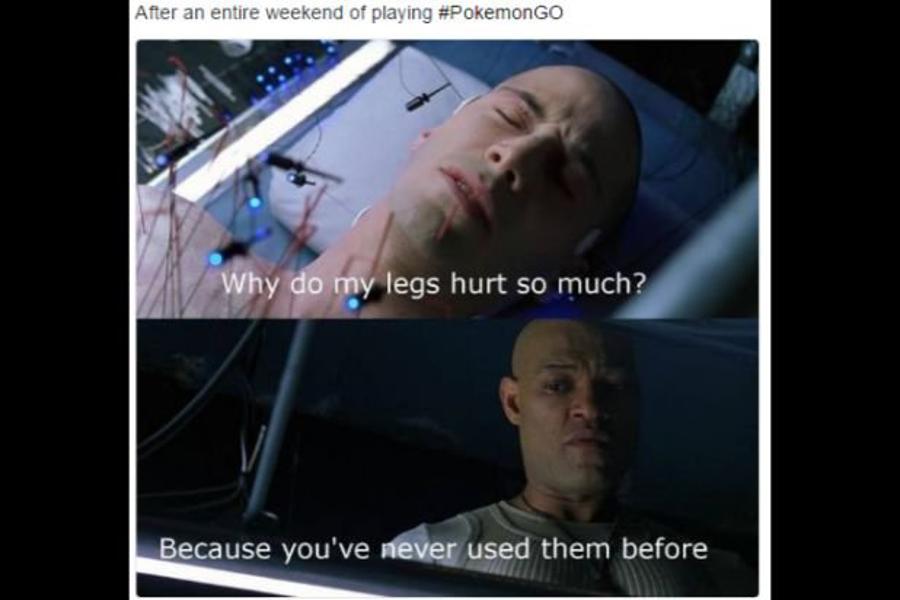 After an entire weekend of playing #PokemonGO
Why do my legs hurt so much?
Because you've never used them before